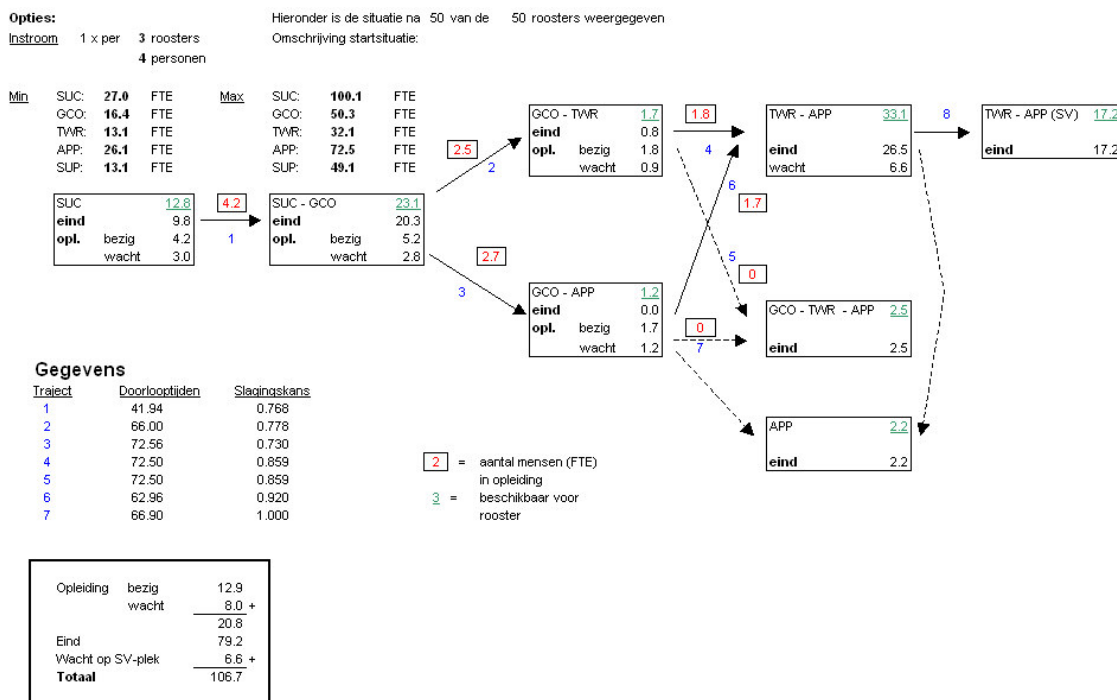 Opties:
Hieronder is de situatie na 50 van de 50 roosters weergegeven
Instroom 1 x per 3 roosters
Omschrijving startsituatie:
4 personen
Min SUC: 27.0 FTE Max SUC: 100.1 FTE
GCO: 16.4 FTE GCO: 50.3 FTE
TWR: 13.1 FTE TWR: 32.1 FTE
APP: 26.1 FTE APP: 72.5 FTE
SUP: 13.1 FTE SUP: 49.1 FTE
SUC 12.8
eind 9.8
opl. bezig 4.2
wacht 3.0
4.2
1
SUC - GCO 23.1
eind 20.3
opl. bezig 5.2
wacht 2.8
2.5
2
2.7
3
GCO - TWR 1.7
eind 0.8
opl. bezig 1.8
wacht 0.9
1.8
4
6
1.7
5
0
TWR - APP 33.1
eind 26.5
wacht 6.6
8
TWR - APP (SV) 17.2
eind 17.2
GCO - APP 1.2
eind 0.0
opl. bezig 1.7
wacht 1.2
0
7
GCO - TWR - APP 2.5
eind 2.5
APP 2.2
eind 2.2
Gegevens
Traject Doorlooptijden Slagingskans
1 41.94 0.768
2 66.00 0.778
3 72.56 0.730
4 72.50 0.859
5 72.50 0.859
6 62.96 0.920
7 66.90 1.000
2 = aantal mensen (FTE)
in opleiding
3 = beschikbaar voor
rooster
Opleiding bezig 12.9
wacht 8.0 +
20.8
Eind 79.2
Wacht op SV-plek 6.6 +
Totaal 106.7